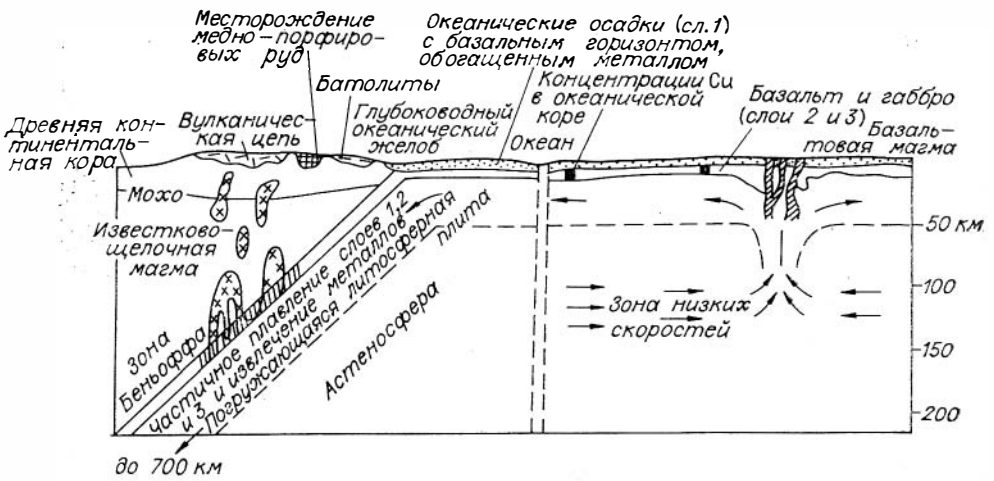 Месторождение
медно-порфиро-
вых руд
Океанические осадки (сл.1)
с базальным горизонтом,
обогащенным металлом
Батолиты
Концентрации Cu
в океанической
коре
Древняя кон-
тиненталь-
ная кора
Вулканичес-
кая цепь
Глубоководный
океанический
желоб
Океан
Базальт и габбро
(слои 2 и 3)
Базаль-
товая
магма
Мохо
Известково-
щелочная
магма
Зона
Беньоффа
Частичное плавление слоев 1,2
и 3 и извлечение металлов
Погружающаяся литосферная
плита
Астеносфера
Зона низких
скоростей
50 км
100
150
200
до 700 км